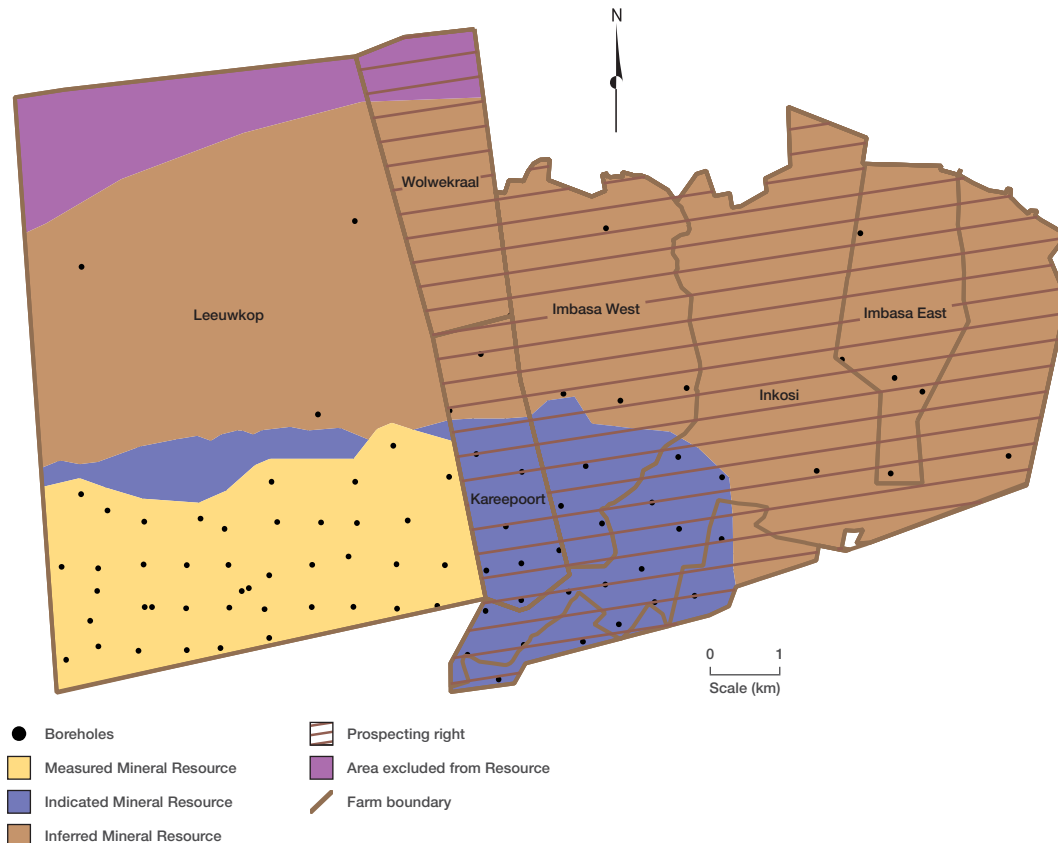 N
Wolwekraal
Leeuwkop
Imbasa West
Imbasa East
Inkosi
Kareepoort
0 1
Scale (km)
Boreholes
Measured Mineral Resource
Indicated Mineral Resource
Inferred Mineral Resource
Prospecting right
Area excluded from Resource
Farm boundary